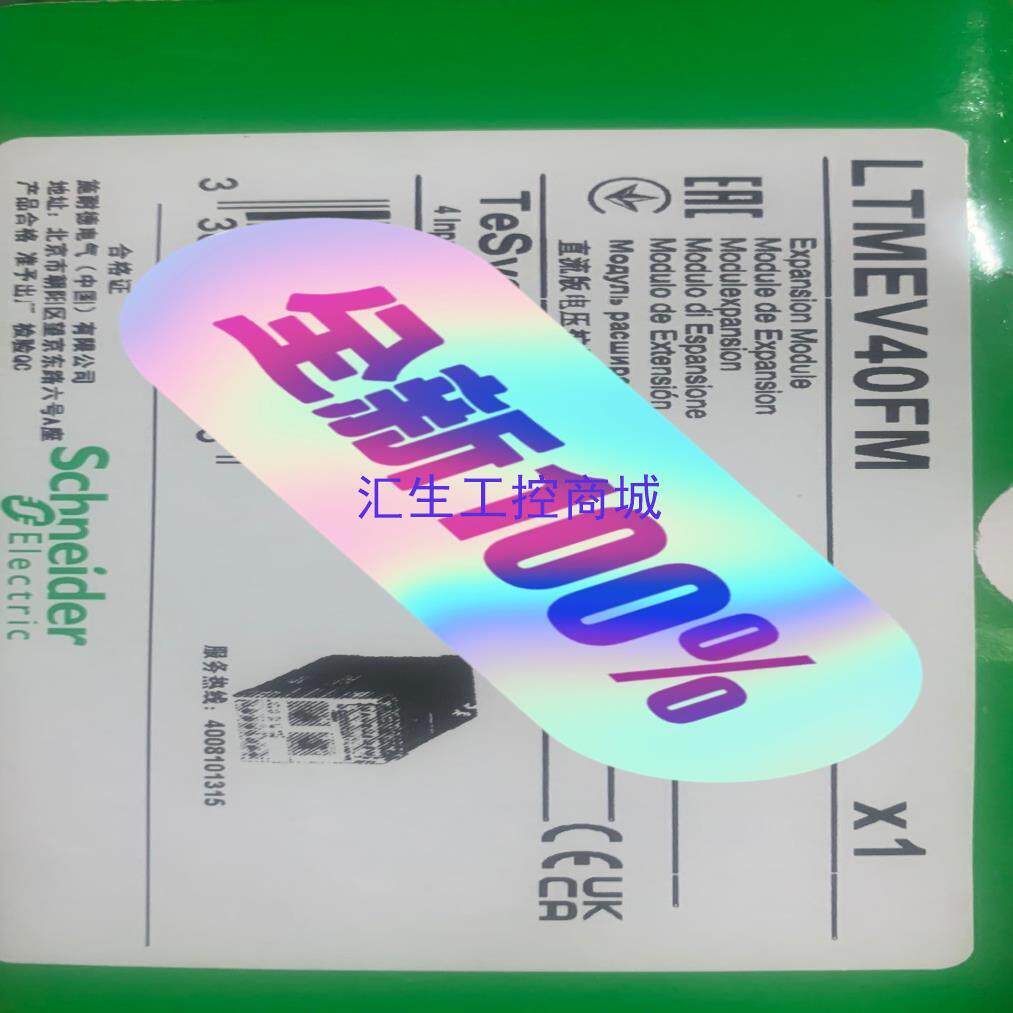 LTMEV40FM
x1
Expansion Module
Module de Expansion
Modulexpansion
Modulo di Espansione
Modulo de Extensión
Модуль
直流版电压
EAC
UK
CA
CE
TeSy
4
3
全新100%
汇生工控商城
服务热线：4008101315
合格证
施耐德电气（中国）有限公司
地址：北京市朝阳区望京东路六号A座
产品合格 准予出厂 检验QC
Schneider
Electric